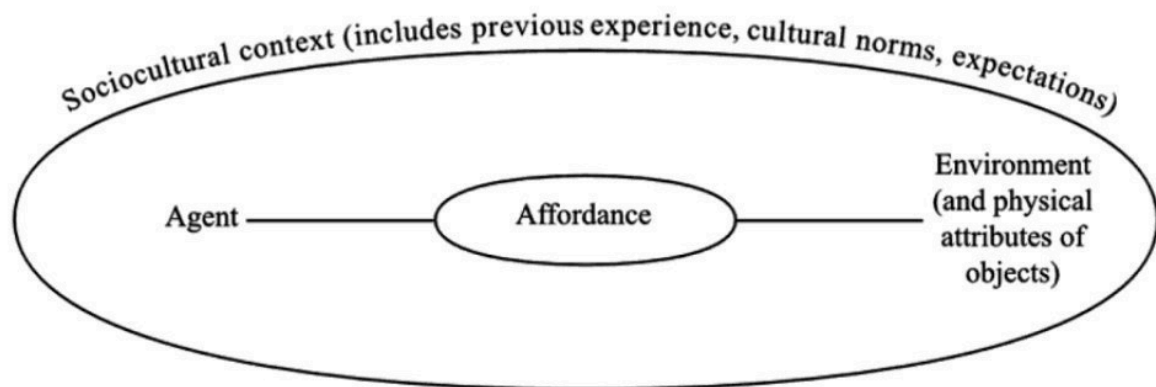 Sociocultural context (includes previous experience, cultural norms, expectations)
Agent
Affordance
Environment
(and physical
attributes of
objects)